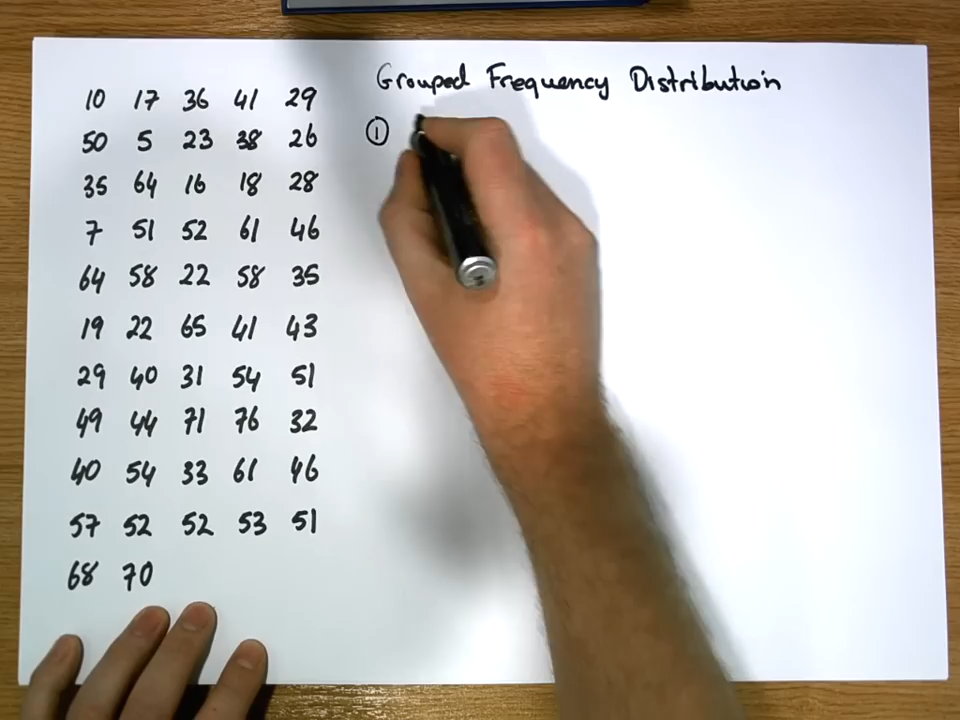 Grouped Frequency Distribution
10 17 36 41 29
50 5 23 38 26
35 64 16 18 28
7 51 52 61 46
64 58 22 58 35
19 22 65 41 43
29 40 31 54 51
49 44 71 76 32
40 54 33 61 46
57 52 52 53 51
68 70
①